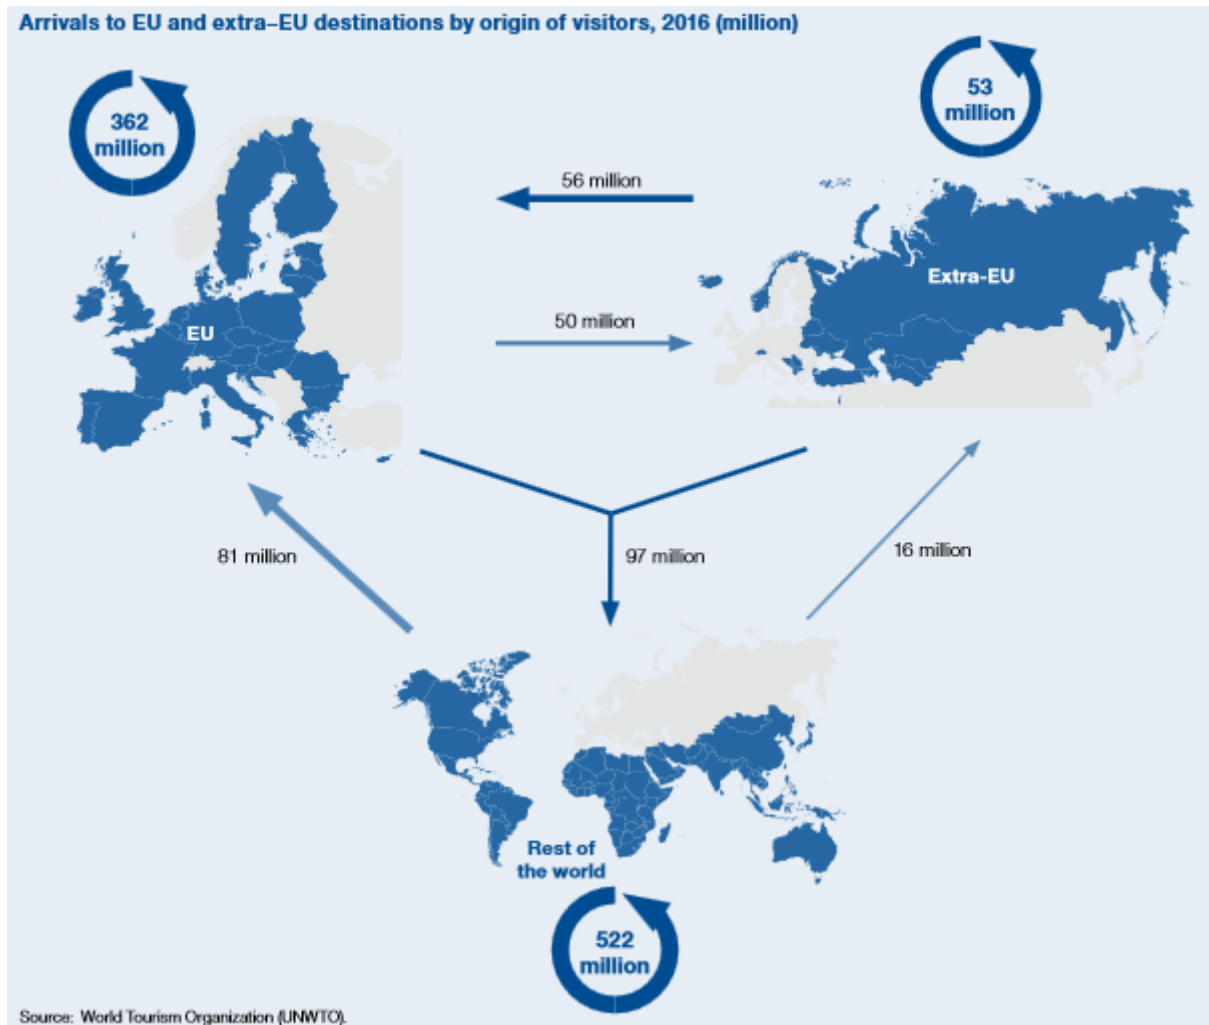 Arrivals to EU and extra–EU destinations by origin of visitors, 2016 (million)
53
million
362
million
56 million
Extra-EU
50 million
EU
81 million
97 million
16 million
Rest of
the world
522
million
Source: World Tourism Organization (UNWTO).